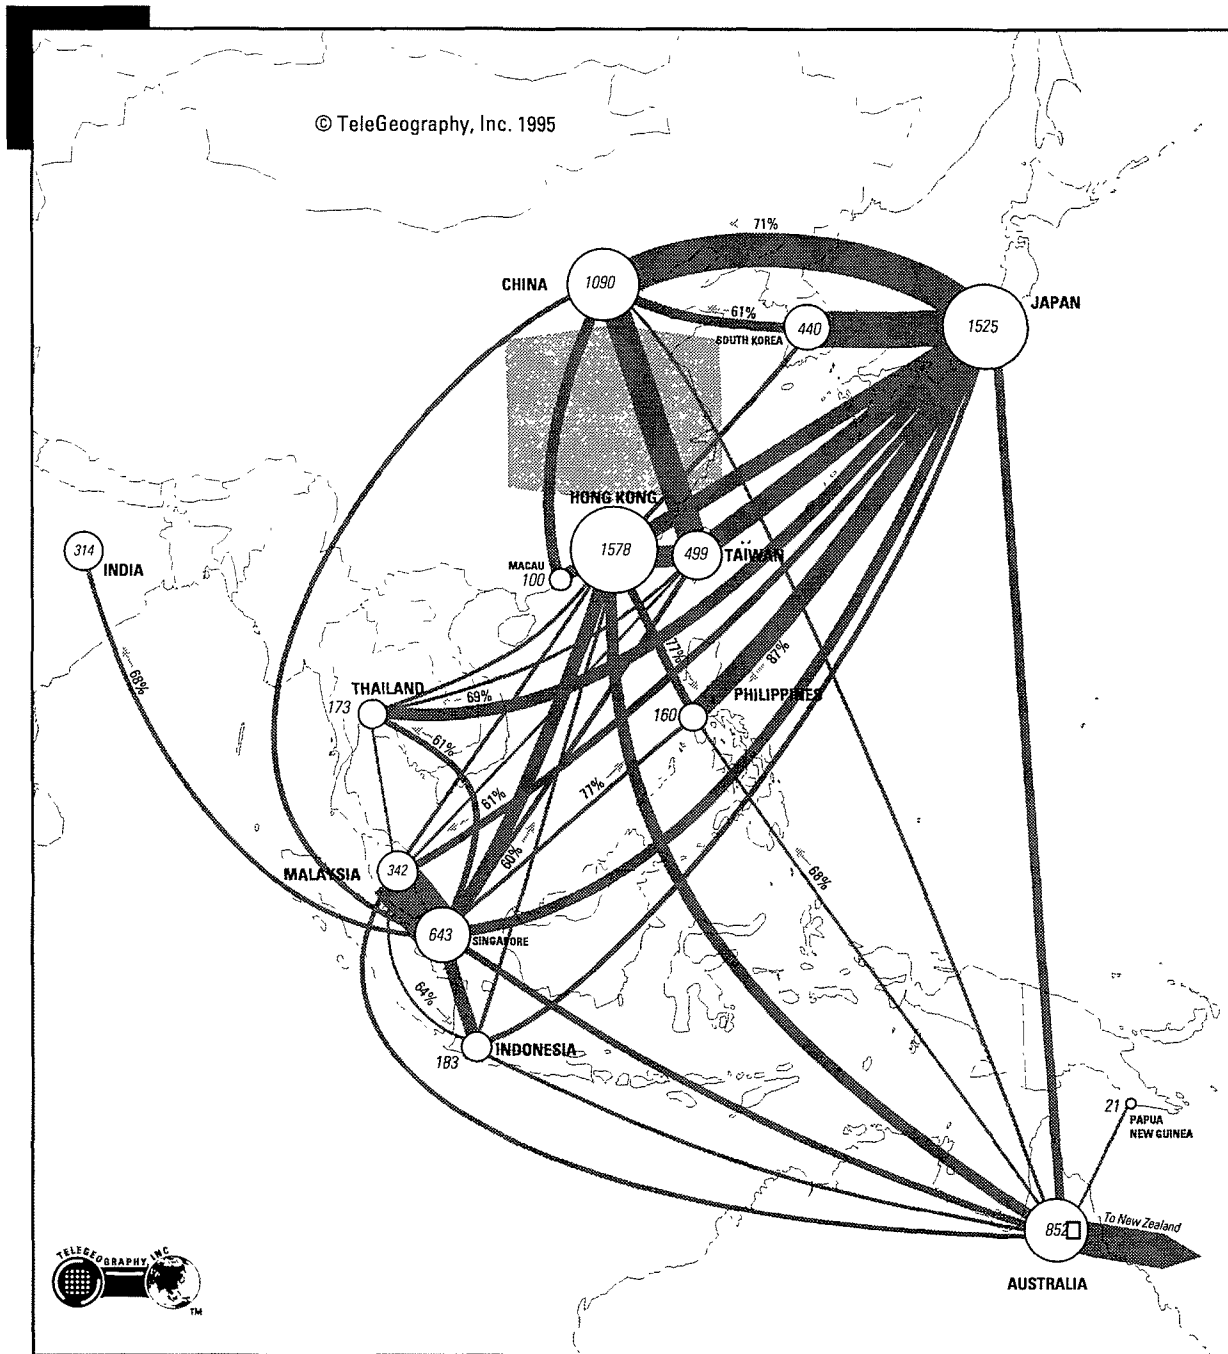 © TeleGeography, Inc. 1995
< 71%
CHINA
1090
JAPAN
1525
61%
440
SOUTH KOREA
HONG KONG
1578
499
TAIWAN
MACAU
100
314
INDIA
68%
77%
87%
THAILAND
173
69%
PHILIPPINES
160
61%
77%
61%
60%
MALAYSIA
342
68%
643
SINGAPORE
64%
INDONESIA
183
21
PAPUA
NEW GUINEA
To New Zealand
852
AUSTRALIA
TELEGEOGRAPHY, INC
TM